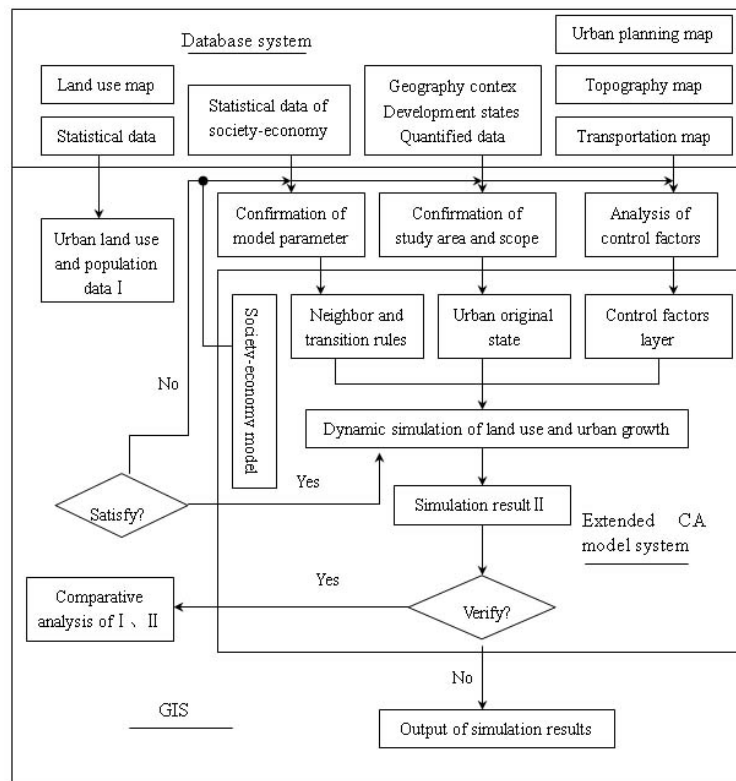 Database system
Urban planning map
Land use map
Statistical data of
society-economy
Geography contex
Development states
Quantified data
Topography map
Statistical data
Transportation map
Urban land use
and population
data Ⅰ
Confirmation of
model parameter
Confirmation of
study area and scope
Analysis of
control factors
Society-economy model
Neighbor and
transition rules
Urban original
state
Control factors
layer
No
Dynamic simulation of land use and urban growth
Satisfy?
Yes
Simulation result Ⅱ
Extended CA
model system
Comparative
analysis of Ⅰ、Ⅱ
Yes
Verify?
No
GIS
Output of simulation results